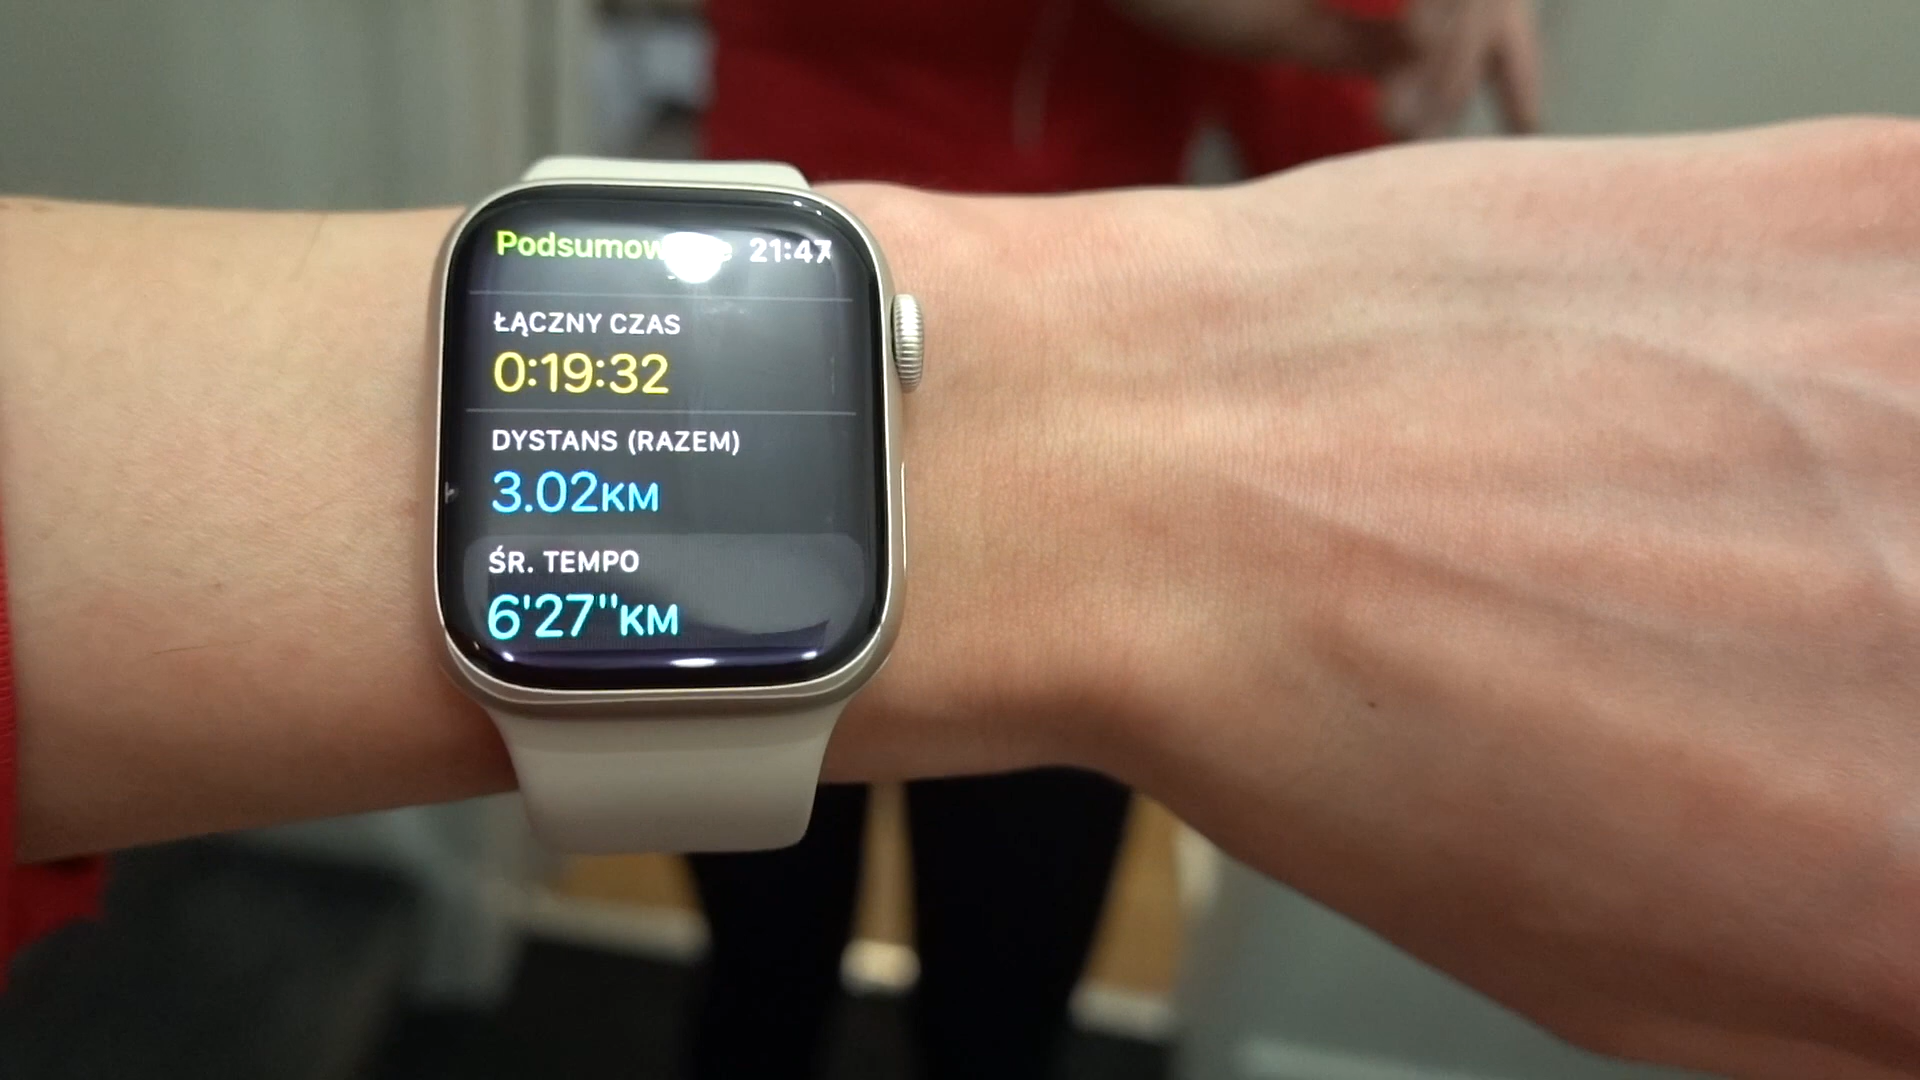 21:47
ŁĄCZNY CZAS
0:19:32
DYSTANS (RAZEM)
3.02KM
ŚR. TEMPO
6'27''KM